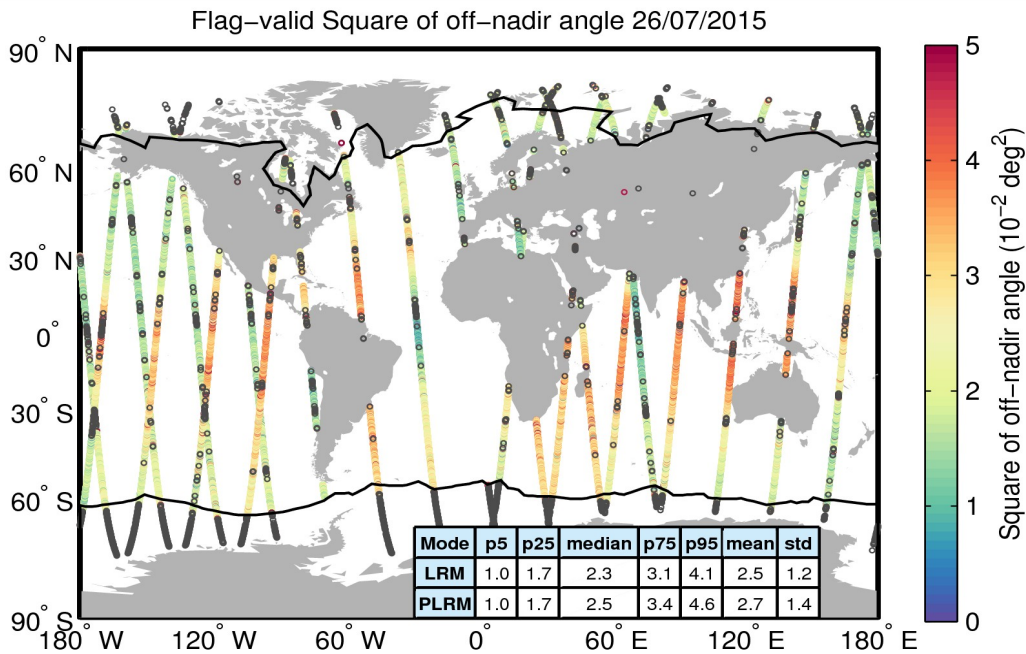 Flag−valid Square of off−nadir angle 26/07/2015
90° N
60° N
30° N
0°
30° S
60° S
90° S
180° W
120° W
60° W
0°
60° E
120° E
180° E
Mode p5 p25 median p75 p95 mean std
LRM 1.0 1.7 2.3 3.1 4.1 2.5 1.2
PLRM 1.0 1.7 2.5 3.4 4.6 2.7 1.4
5
4
3
2
1
0
Square of off−nadir angle (10⁻² deg²)